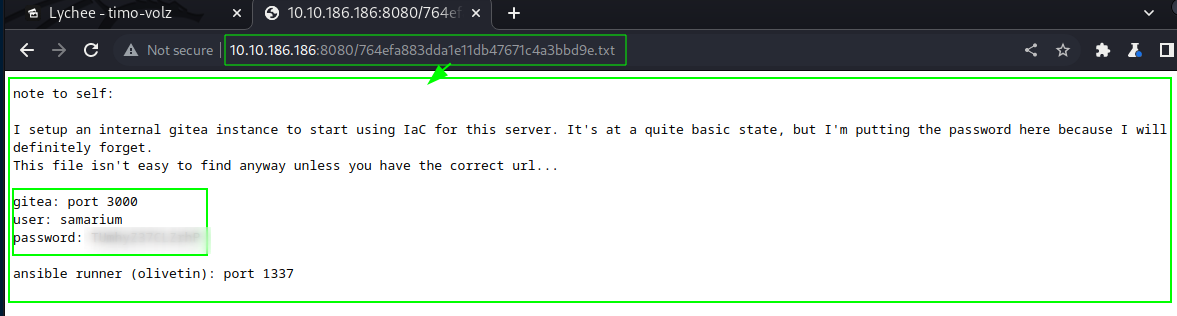 Lychee - timo-volz
10.10.186.186:8080/764ef
Not secure
10.10.186.186:8080/764efa883dda1e11db47671c4a3bbd9e.txt
note to self:
I setup an internal gitea instance to start using IaC for this server. It's at a quite basic state, but I'm putting the password here because I will
definitely forget.
This file isn't easy to find anyway unless you have the correct url...
gitea: port 3000
user: samarium
password:
ansible runner (olivetin): port 1337